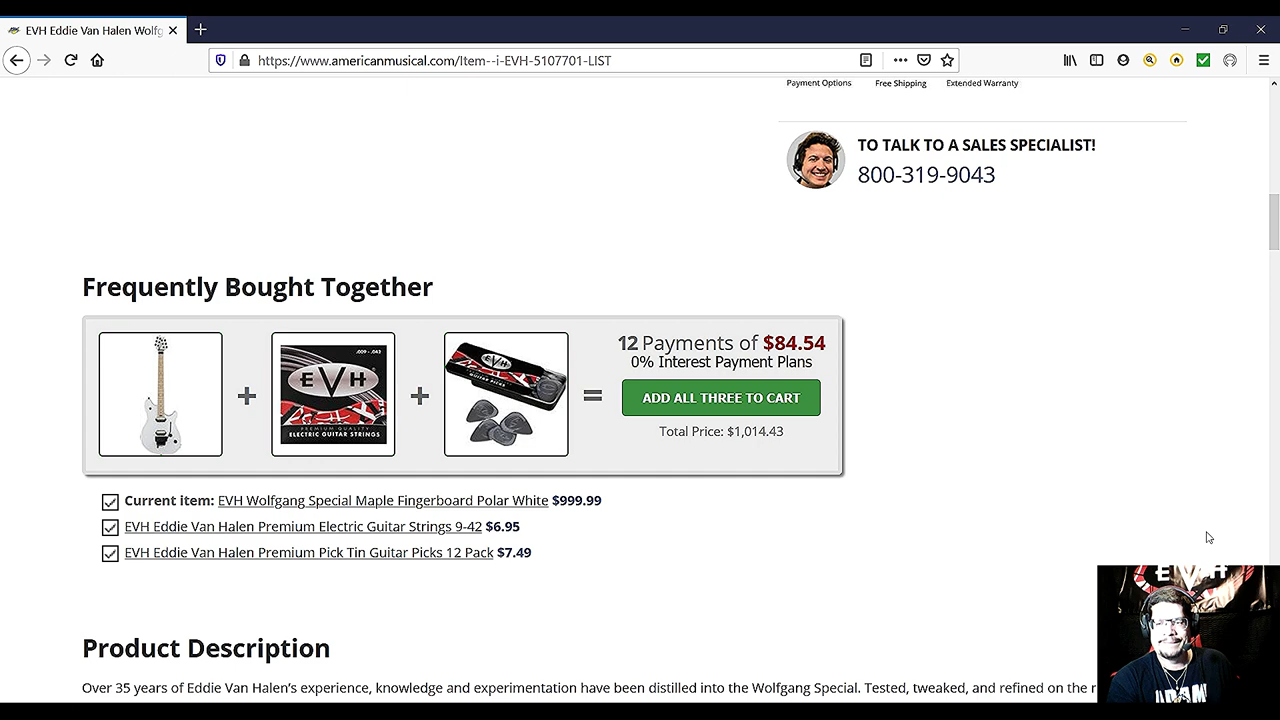 EVH Eddie Van Halen Wolfg
https://www.americanmusical.com/Item--i-EVH-5107701-LIST
Payment Options Free Shipping Extended Warranty
TO TALK TO A SALES SPECIALIST!
800-319-9043
Frequently Bought Together
.009 - .042
EVH
PREMIUM QUALITY
ELECTRIC GUITAR STRINGS
EVH
GUITAR PICKS
12 Payments of $84.54
0% Interest Payment Plans
ADD ALL THREE TO CART
Total Price: $1,014.43
Current item: EVH Wolfgang Special Maple Fingerboard Polar White $999.99
EVH Eddie Van Halen Premium Electric Guitar Strings 9-42 $6.95
EVH Eddie Van Halen Premium Pick Tin Guitar Picks 12 Pack $7.49
EVH
Product Description
Over 35 years of Eddie Van Halen’s experience, knowledge and experimentation have been distilled into the Wolfgang Special. Tested, tweaked, and refined on the r